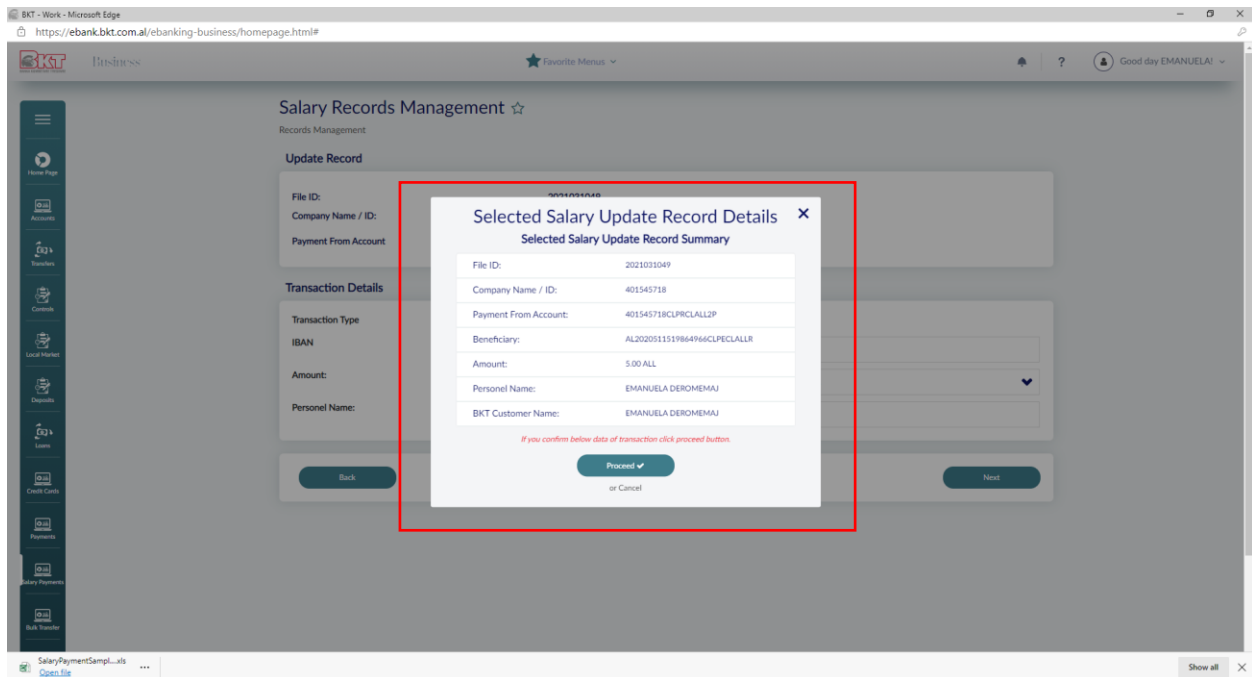 BKT - Work - Microsoft Edge
https://ebank.bkt.com.al/ebanking-business/homepage.html#
BKT
Business
Favorite Menus
?
Good day EMANUELA!
Salary Records Management
Records Management
Update Record
File ID: 2021031049
Company Name / ID:
Payment From Account
Transaction Details
Transaction Type
IBAN
Amount:
Personel Name:
Back
Next
Selected Salary Update Record Details
Selected Salary Update Record Summary
File ID: 2021031049
Company Name / ID: 401545718
Payment From Account: 401545718CLPRCLALL2P
Beneficiary: AL2020511519864966CLPECLALLR
Amount: 5.00 ALL
Personel Name: EMANUELA DEROMEMAJ
BKT Customer Name: EMANUELA DEROMEMAJ
If you confirm below data of transaction click proceed button.
Proceed
or Cancel
Home Page
Accounts
Transfers
Controls
Local Market
Deposits
Loans
Credit Cards
Payments
Salary Payments
Bulk Transfer
SalaryPaymentSampl....xls
Open file
Show all